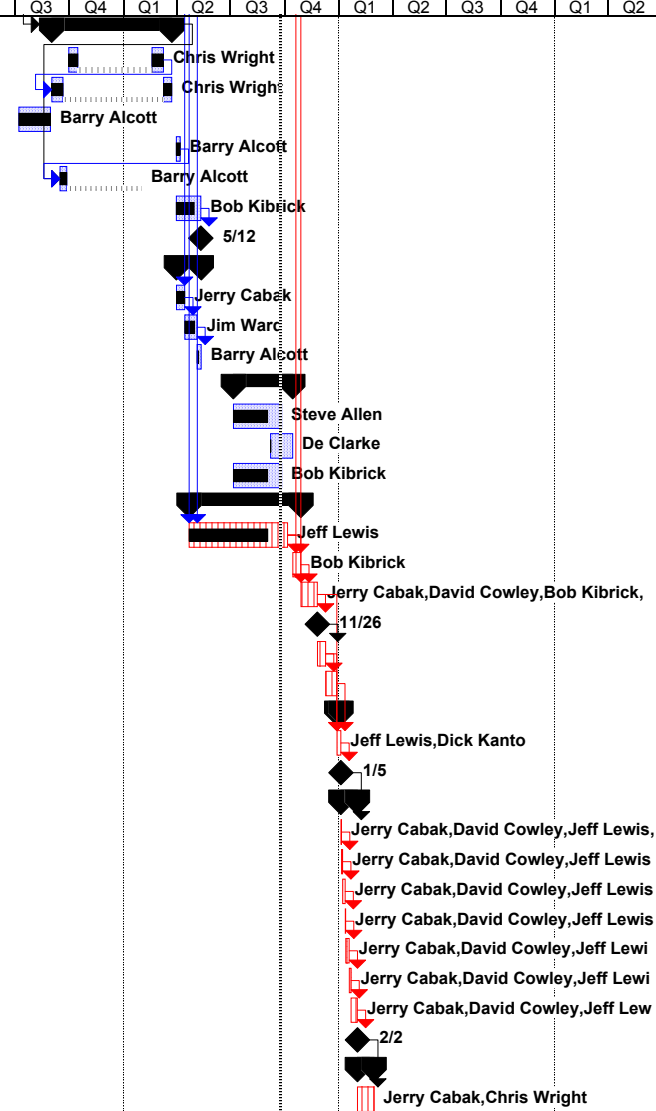 Q3 Q4 Q1 Q2 Q3 Q4 Q1 Q2 Q3 Q4 Q1 Q2
Chris Wright
Chris Wrigh
Barry Alcott
Barry Alcott
Barry Alcott
Bob Kibrick
5/12
Jerry Cabak
Jim Ward
Barry Alcott
Steve Allen
De Clarke
Bob Kibrick
Jeff Lewis
Bob Kibrick
Jerry Cabak,David Cowley,Bob Kibrick,
11/26
Jeff Lewis,Dick Kanto
1/5
Jerry Cabak,David Cowley,Jeff Lewis,
Jerry Cabak,David Cowley,Jeff Lewis
Jerry Cabak,David Cowley,Jeff Lewis
Jerry Cabak,David Cowley,Jeff Lewis
Jerry Cabak,David Cowley,Jeff Lewi
Jerry Cabak,David Cowley,Jeff Lewi
Jerry Cabak,David Cowley,Jeff Lew
2/2
Jerry Cabak,Chris Wright